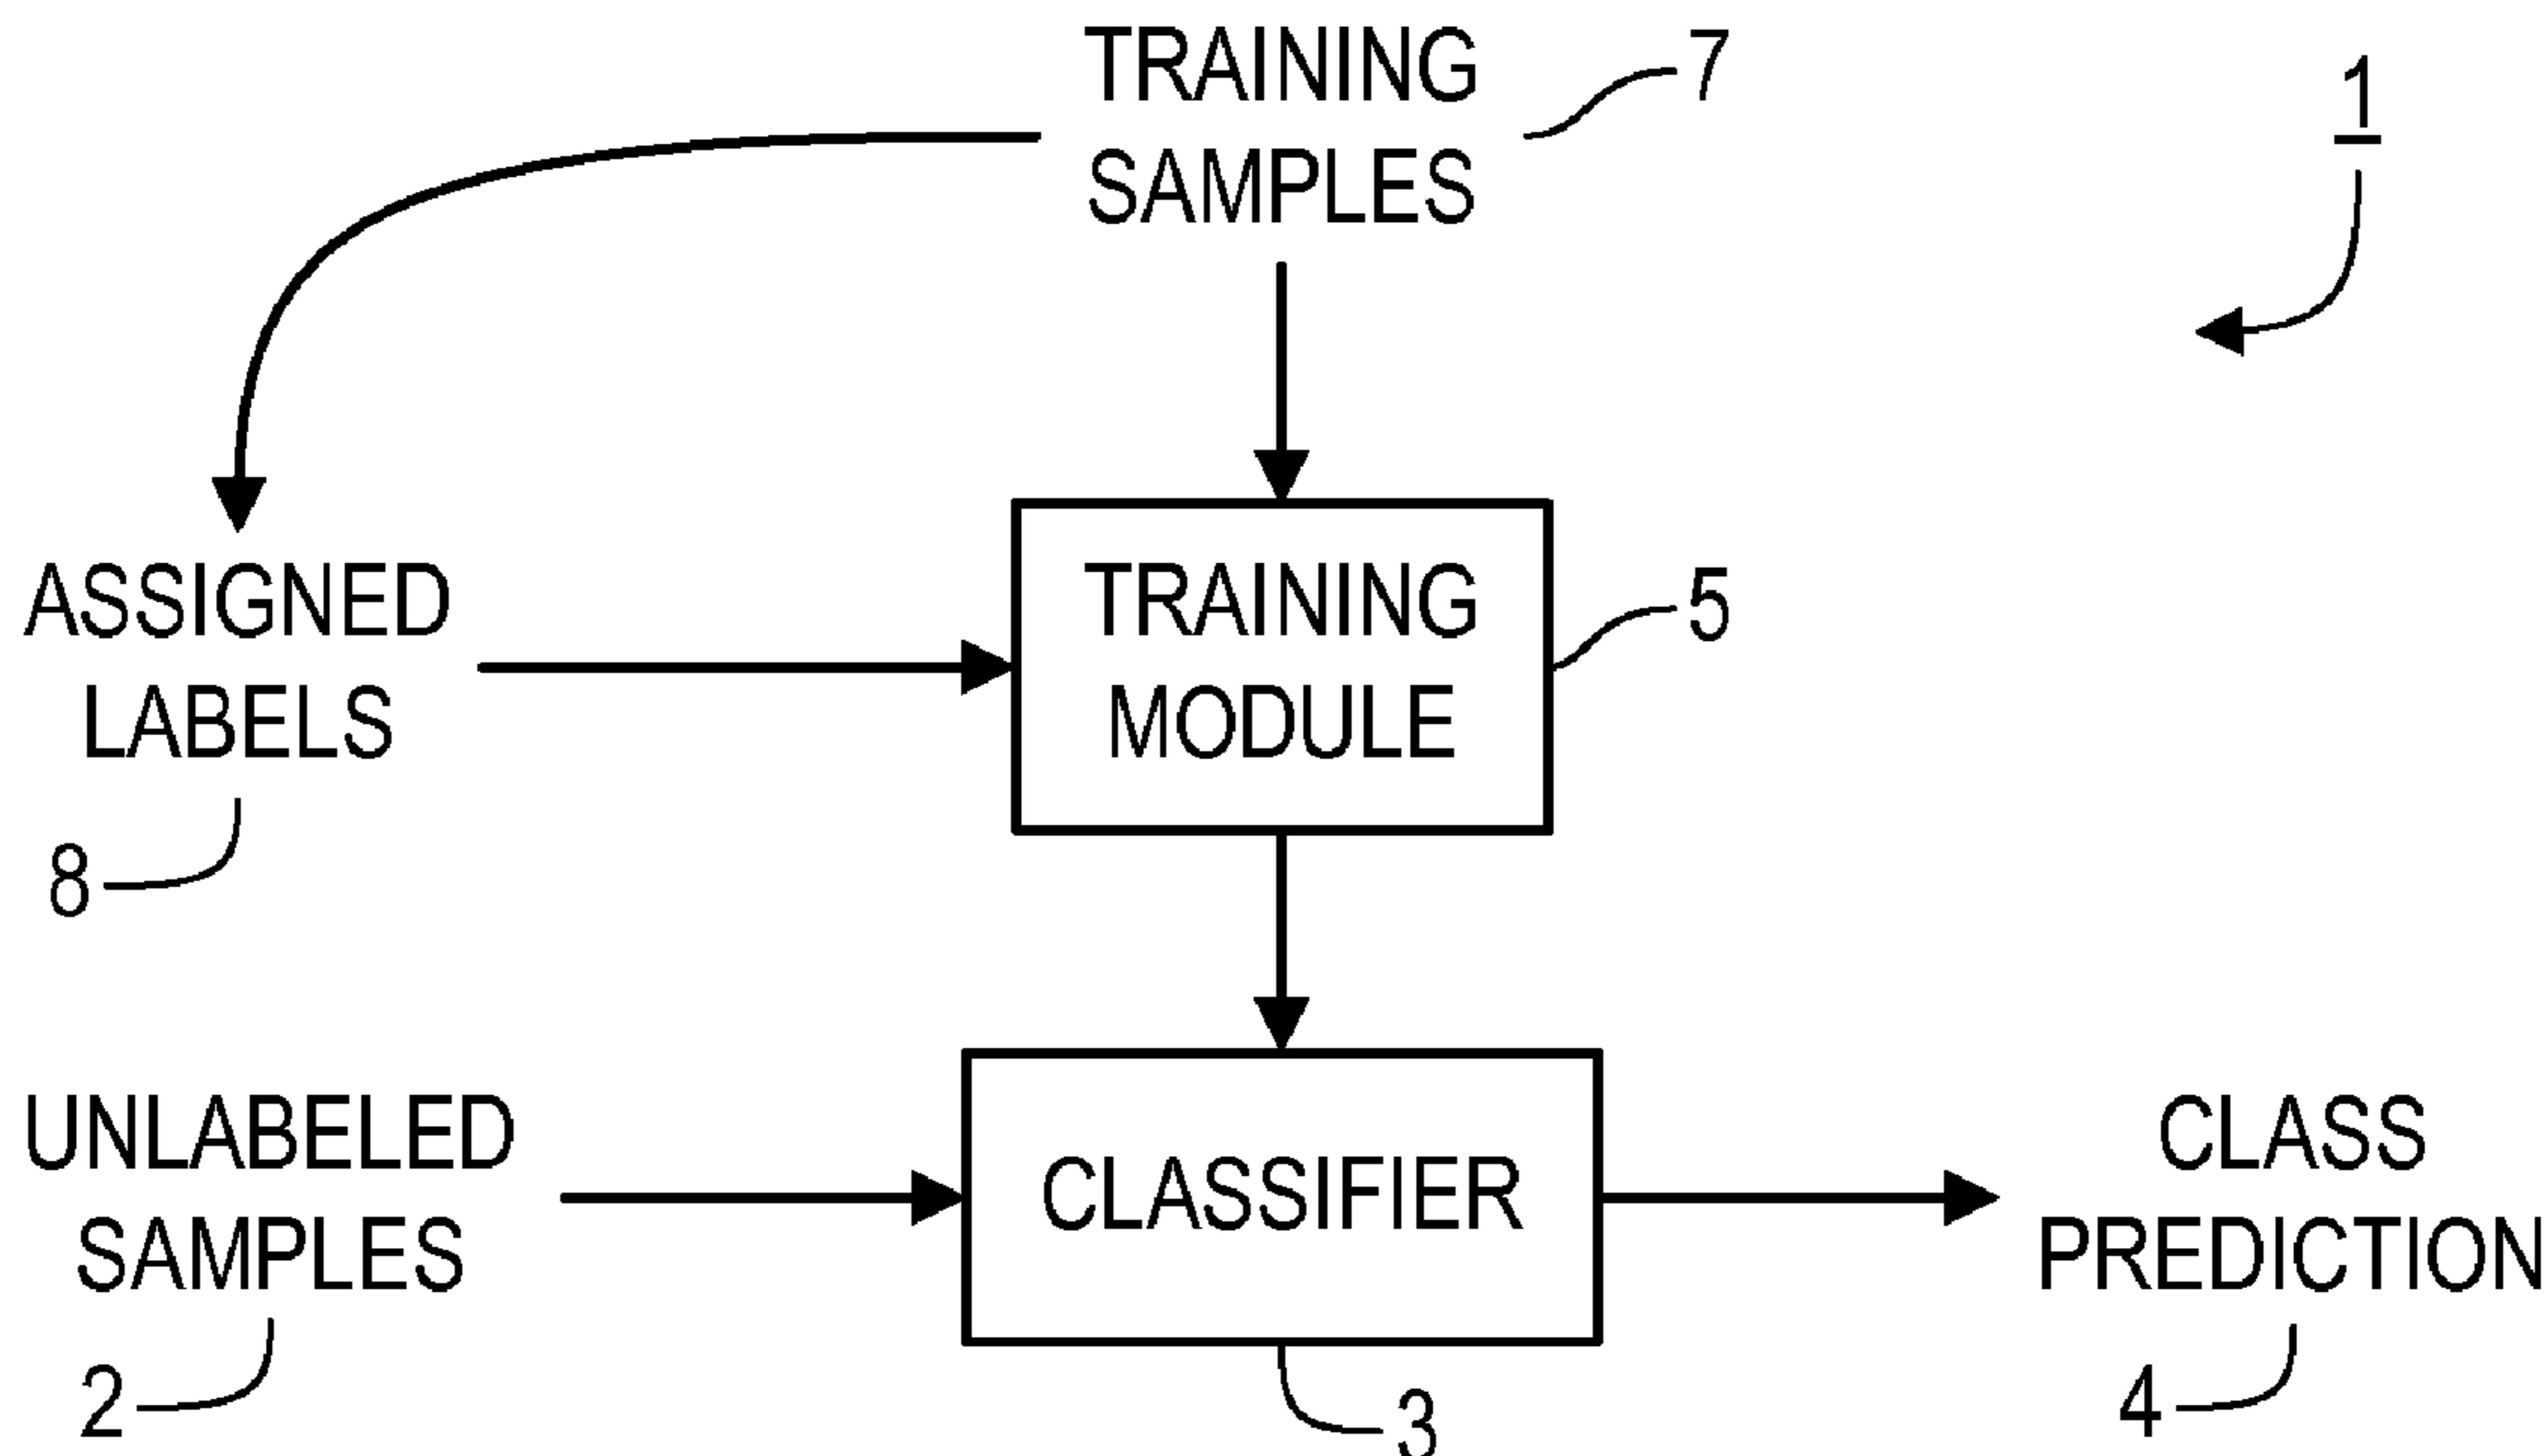 TRAINING
SAMPLES
7
1
ASSIGNED
LABELS
8
TRAINING
MODULE
5
UNLABELED
SAMPLES
2
CLASSIFIER
3
CLASS
PREDICTION
4